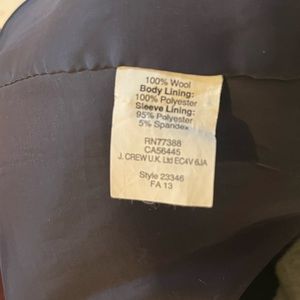 100% Wool
Body Lining:
100% Polyester
Sleeve Lining:
95% Polyester
5% Spandex
RN77388
CA56445
J. CREW U.K. Ltd EC4V 6JA
Style 23346
FA 13